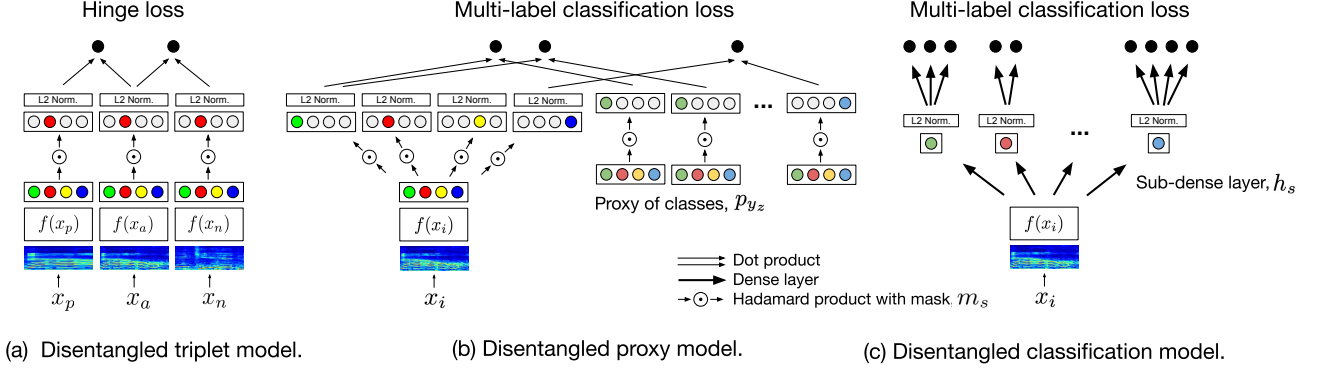 Hinge loss
Multi-label classification loss
Multi-label classification loss
L2 Norm. L2 Norm. L2 Norm.
L2 Norm. L2 Norm. L2 Norm. L2 Norm.
...
L2 Norm. L2 Norm. ... L2 Norm.
f(x_p) f(x_a) f(x_n)
f(x_i)
Proxy of classes, p_{y_z}
Sub-dense layer, h_s
f(x_i)
x_p x_a x_n
x_i
x_i
Dot product
Dense layer
Hadamard product with mask, m_s
(a) Disentangled triplet model.
(b) Disentangled proxy model.
(c) Disentangled classification model.